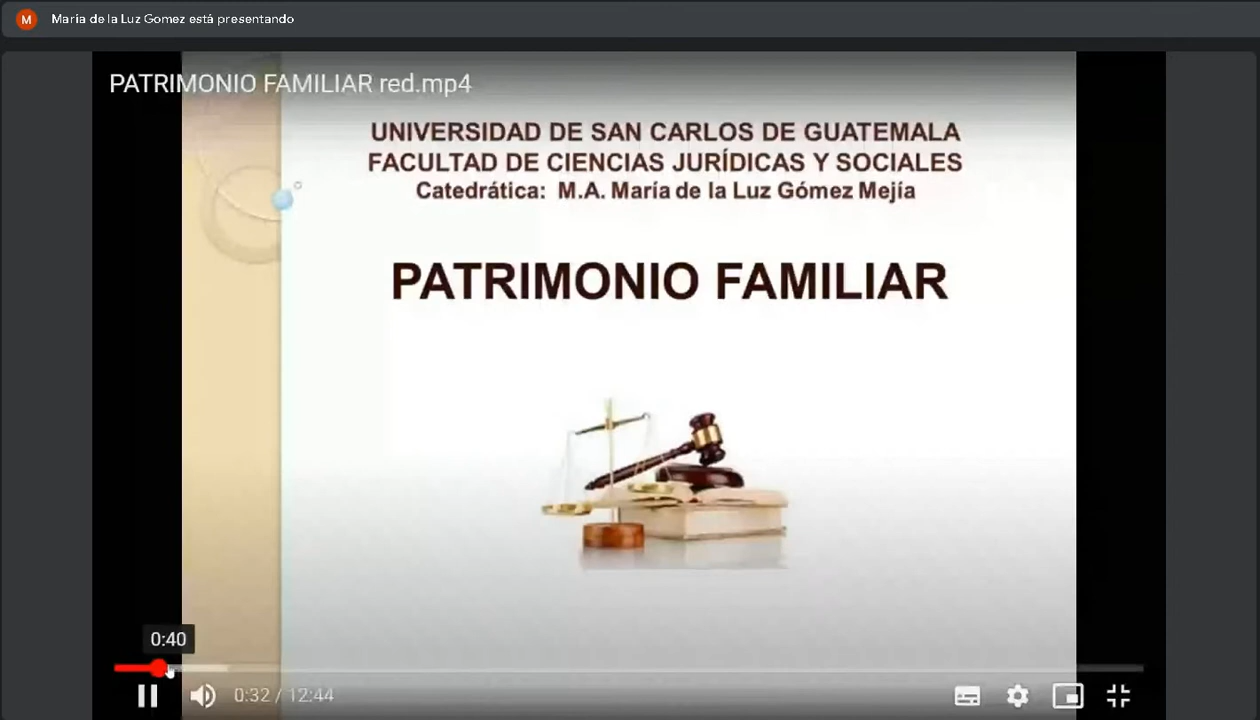 M
Maria de la Luz Gomez está presentando
PATRIMONIO FAMILIAR red.mp4
UNIVERSIDAD DE SAN CARLOS DE GUATEMALA
FACULTAD DE CIENCIAS JURÍDICAS Y SOCIALES
Catedrática: M.A. María de la Luz Gómez Mejía
PATRIMONIO FAMILIAR
0:40
0:32 / 12:44